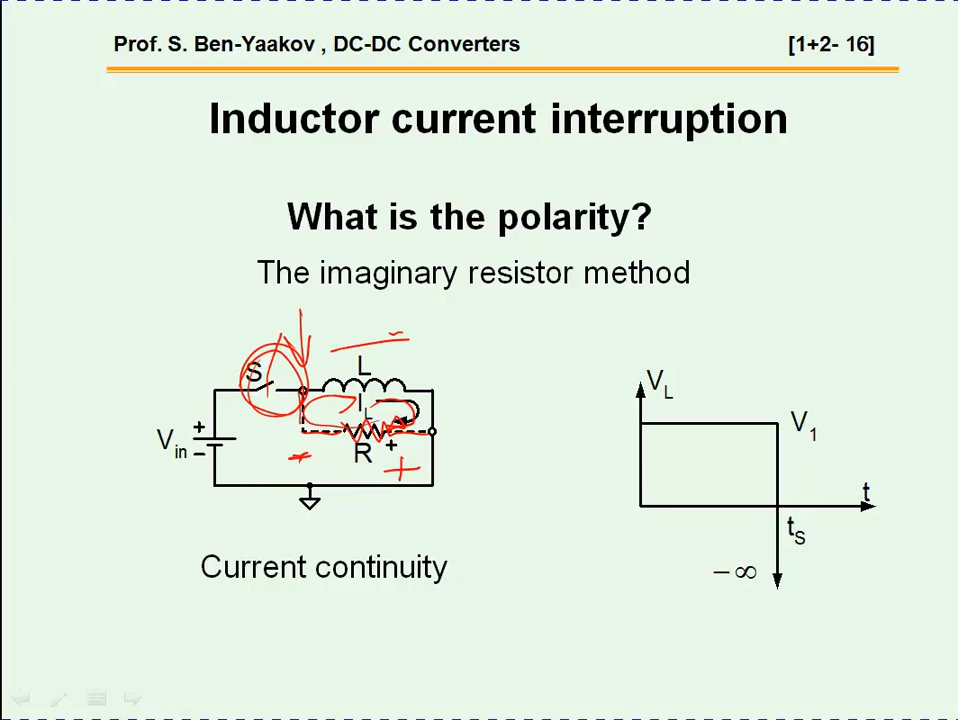 Prof. S. Ben-Yaakov , DC-DC Converters [1+2- 16]
Inductor current interruption
What is the polarity?
The imaginary resistor method
S L
I_L
V_in + −
R +
+
V_L
V_1
t
t_S
− ∞
Current continuity